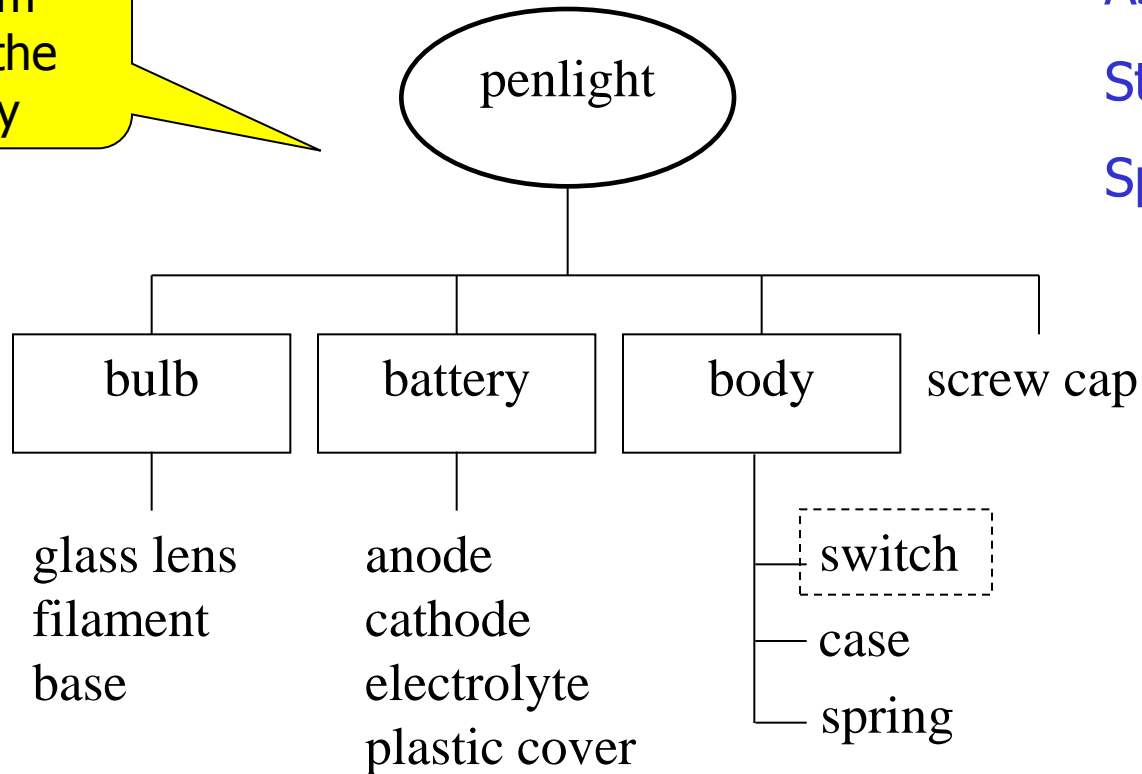 the
y
penlight
bulb
battery
body
screw cap
glass lens
filament
base
anode
cathode
electrolyte
plastic cover
switch
case
spring